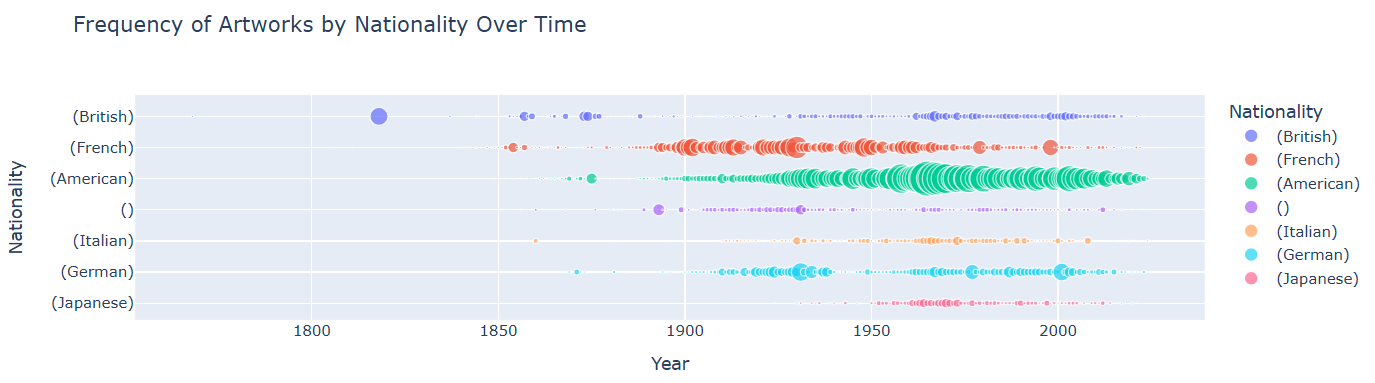 Frequency of Artworks by Nationality Over Time
Nationality
(British)
(French)
(American)
()
(Italian)
(German)
(Japanese)
1800
1850
1900
1950
2000
Year
Nationality
(British)
(French)
(American)
()
(Italian)
(German)
(Japanese)